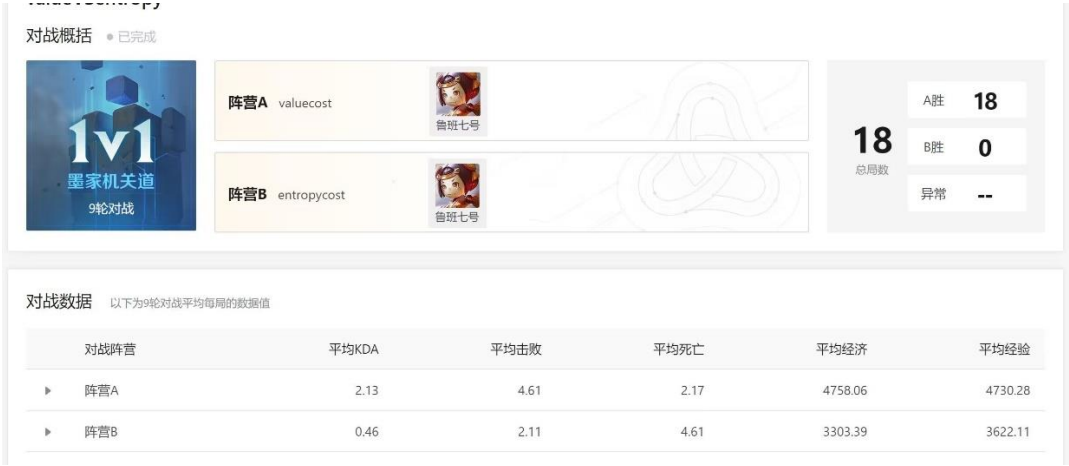 对战概括 已完成
1v1
墨家机关道
9轮对战
阵营A valuecost
鲁班七号
阵营B entropycost
鲁班七号
18
总局数
A胜 18
B胜 0
异常 --
对战数据 以下为9轮对战平均每局的数据值
对战阵营 平均KDA 平均击败 平均死亡 平均经济 平均经验
阵营A 2.13 4.61 2.17 4758.06 4730.28
阵营B 0.46 2.11 4.61 3303.39 3622.11